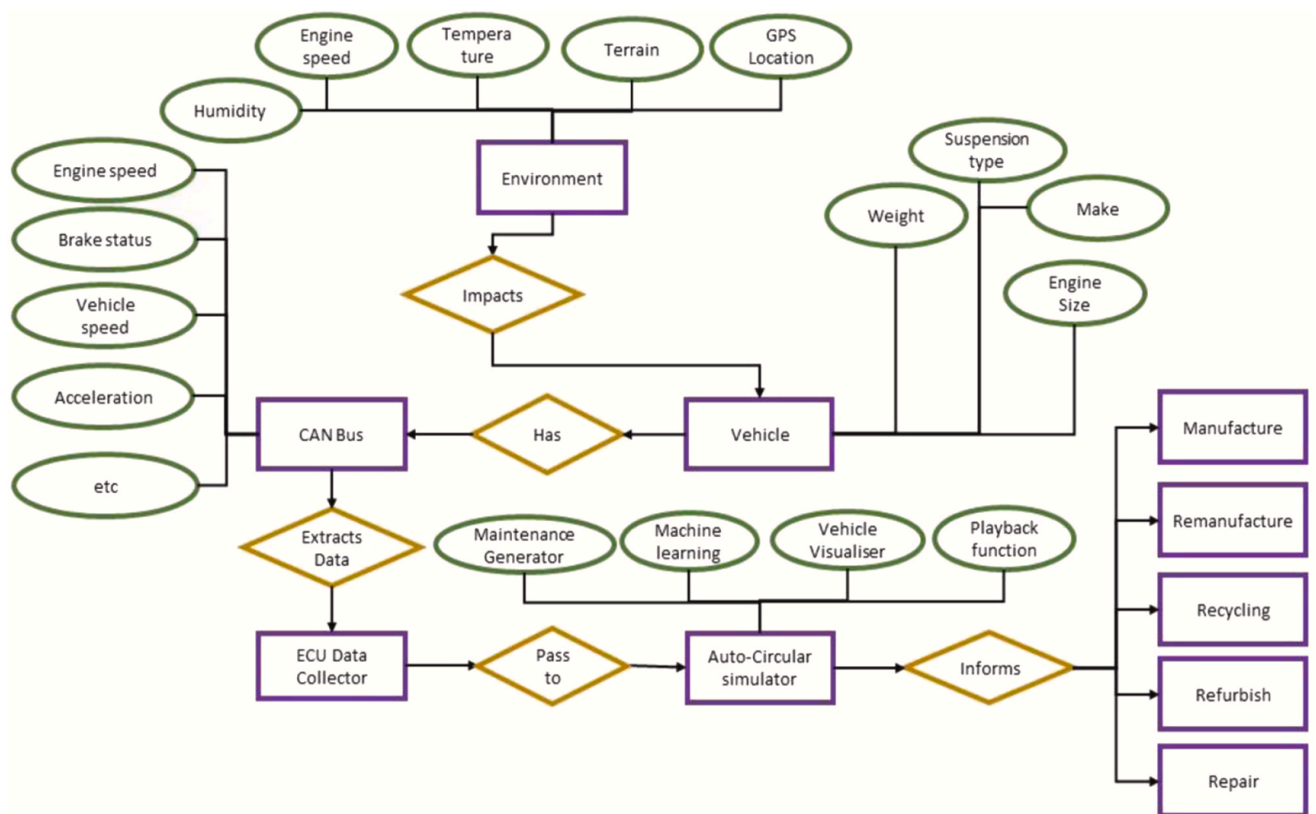 Engine
speed
Tempera
ture
Terrain
GPS
Location
Humidity
Engine speed
Environment
Suspension
type
Weight
Make
Brake status
Impacts
Engine
Size
Vehicle
speed
Acceleration
CAN Bus
Has
Vehicle
Manufacture
etc
Extracts
Data
Maintenance
Generator
Machine
learning
Vehicle
Visualiser
Playback
function
Remanufacture
Recycling
ECU Data
Collector
Pass
to
Auto-Circular
simulator
Informs
Refurbish
Repair